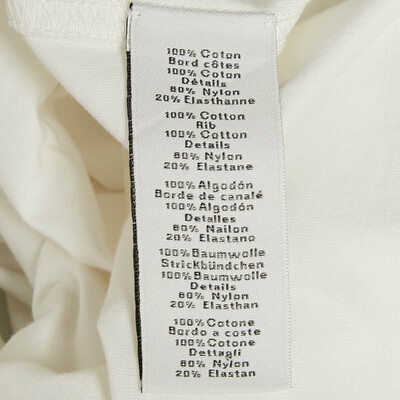 100% Coton
Bord côtes
100% Coton
Détails
80% Nylon
20% Elasthanne
100% Cotton
Rib
100% Cotton
Details
80% Nylon
20% Elastane
100% Algodón
Borde de canalé
100% Algodón
Detalles
80% Nailon
20% Elastano
100% Baumwolle
Strickbündchen
100% Baumwolle
Details
80% Nylon
20% Elasthan
100% Cotone
Bordo a coste
100% Cotone
Dettagli
80% Nylon
20% Elastan